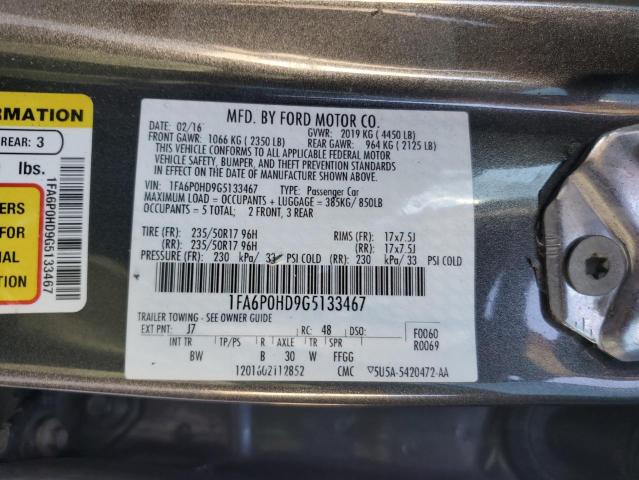 ORMATION
REAR: 3
lbs.
1FA6P0HD9G5133467
ERS
FOR
IAL
TION
MFD. BY FORD MOTOR CO.
DATE: 02/16 GVWR: 2019 KG ( 4450 LB)
FRONT GAWR: 1066 KG ( 2350 LB) REAR GAWR: 964 KG ( 2125 LB)
THIS VEHICLE CONFORMS TO ALL APPLICABLE FEDERAL MOTOR
VEHICLE SAFETY, BUMPER, AND THEFT PREVENTION STANDARDS
IN EFFECT ON THE DATE OF MANUFACTURE SHOWN ABOVE.
VIN: 1FA6P0HD9G5133467 TYPE: Passenger Car
MAXIMUM LOAD = OCCUPANTS + LUGGAGE = 385KG/ 850LB
OCCUPANTS = 5 TOTAL; 2 FRONT, 3 REAR
TIRE (FR): 235/50R17 96H RIMS (FR): 17x7.5J
(RR): 235/50R17 96H (RR): 17x7.5J
PRESSURE (FR): 230 kPa/ 33 PSI COLD (RR): 230 kPa/ 33 PSI COLD
1FA6P0HD9G5133467
TRAILER TOWING - SEE OWNER GUIDE
EXT PNT: J7 RC: 48 DSO: F0060
INT TR TP/PS R AXLE TR SPR R0069
BW B 30 W FFGG
CMC 5U5A-5420472-AA